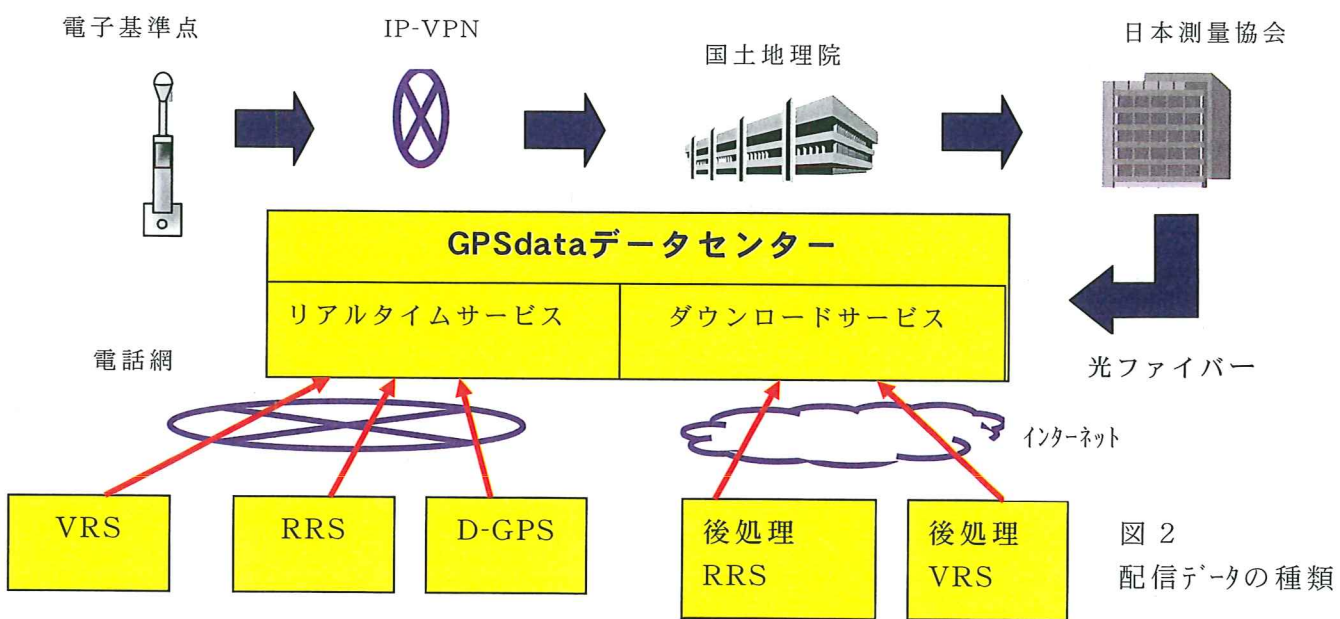 電子基準点
IP-VPN
国土地理院
日本測量協会
GPSdataデータセンター
リアルタイムサービス
ダウンロードサービス
電話網
光ファイバー
インターネット
VRS
RRS
D-GPS
後処理
RRS
後処理
VRS
図 2
配信データの種類